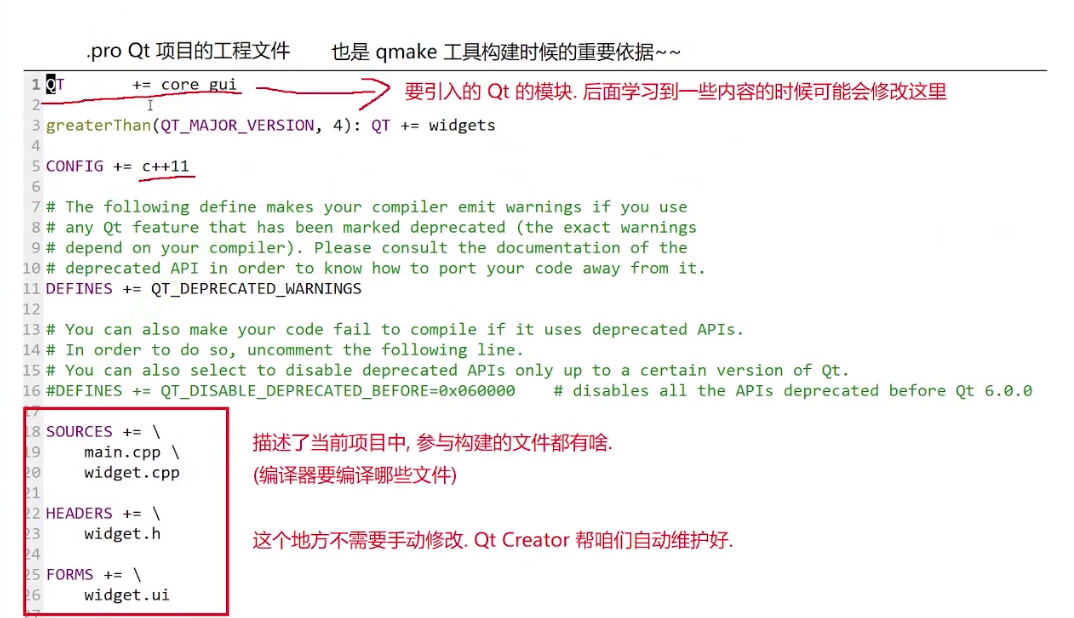 .pro Qt 项目的工程文件 也是 qmake 工具构建时候的重要依据~~
1 QT += core gui
要引入的 Qt 的模块. 后面学习到一些内容的时候可能会修改这里
2
3 greaterThan(QT_MAJOR_VERSION, 4): QT += widgets
4
5 CONFIG += c++11
6
7 # The following define makes your compiler emit warnings if you use
8 # any Qt feature that has been marked deprecated (the exact warnings
9 # depend on your compiler). Please consult the documentation of the
10 # deprecated API in order to know how to port your code away from it.
11 DEFINES += QT_DEPRECATED_WARNINGS
12
13 # You can also make your code fail to compile if it uses deprecated APIs.
14 # In order to do so, uncomment the following line.
15 # You can also select to disable deprecated APIs only up to a certain version of Qt.
16 #DEFINES += QT_DISABLE_DEPRECATED_BEFORE=0x060000 # disables all the APIs deprecated before Qt 6.0.0
17
18 SOURCES += \
19 main.cpp \
20 widget.cpp
21
22 HEADERS += \
23 widget.h
24
25 FORMS += \
26 widget.ui
27
描述了当前项目中, 参与构建的文件都有啥.
(编译器要编译哪些文件)
这个地方不需要手动修改. Qt Creator 帮咱们自动维护好.